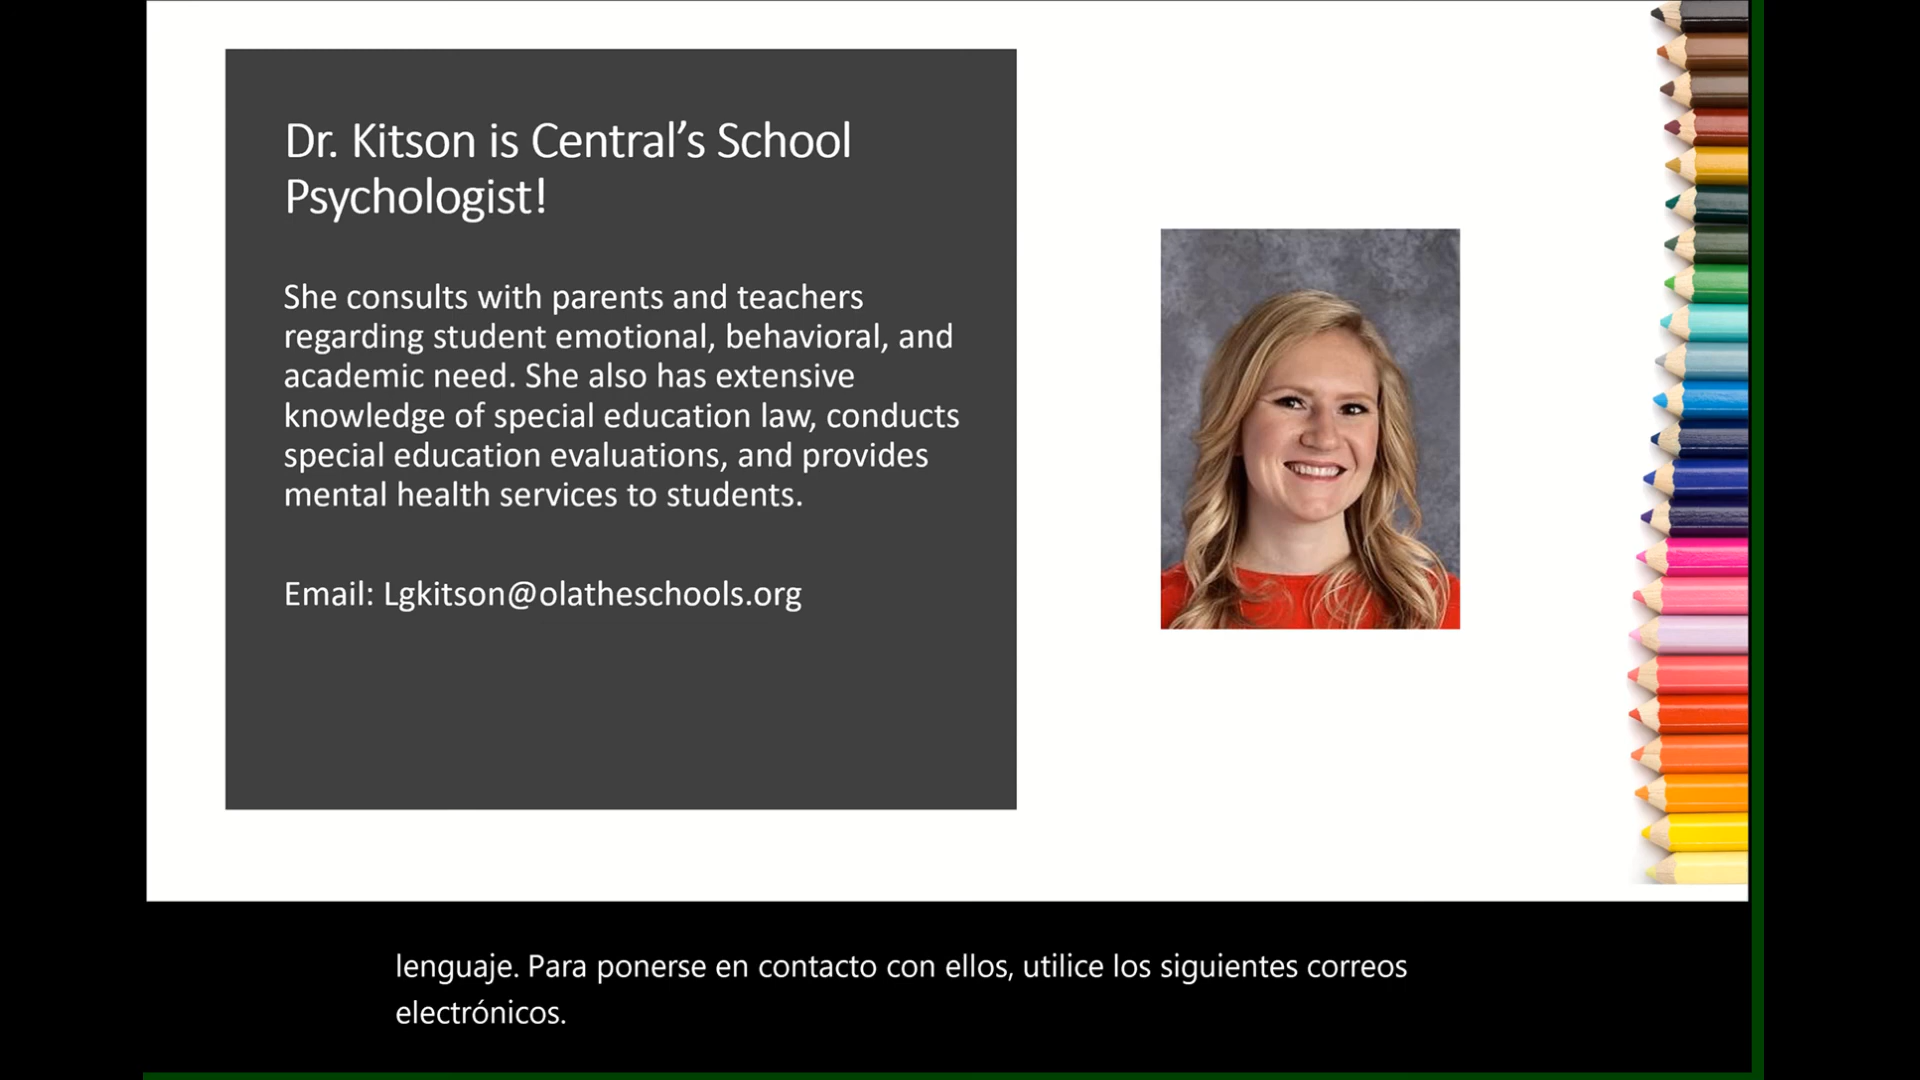 Dr. Kitson is Central’s School
Psychologist!
She consults with parents and teachers
regarding student emotional, behavioral, and
academic need. She also has extensive
knowledge of special education law, conducts
special education evaluations, and provides
mental health services to students.
Email: Lgkitson@olatheschools.org
lenguaje. Para ponerse en contacto con ellos, utilice los siguientes correos
electrónicos.